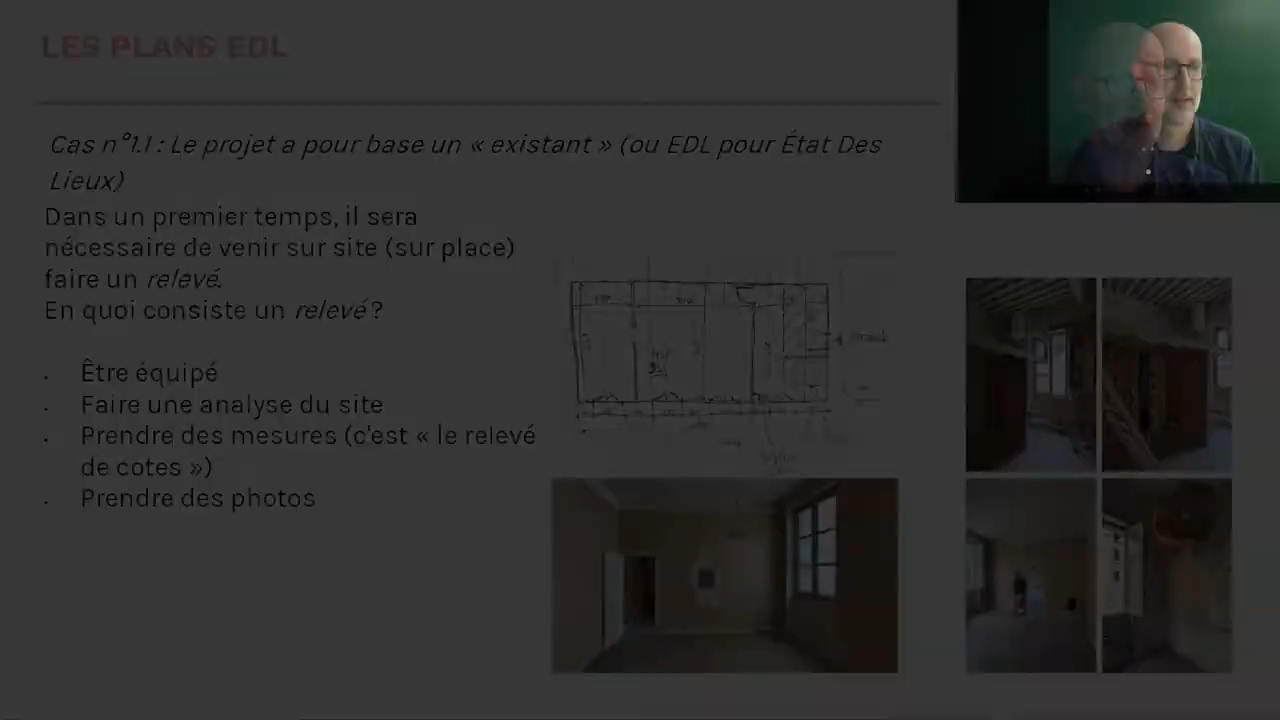 LES PLANS EDL
Cas n°1.1 : Le projet a pour base un « existant » (ou EDL pour État Des
Lieux)
Dans un premier temps, il sera
nécessaire de venir sur site (sur place)
faire un relevé.
En quoi consiste un relevé ?
• Être équipé
• Faire une analyse du site
• Prendre des mesures (c'est « le relevé
de cotes »)
• Prendre des photos